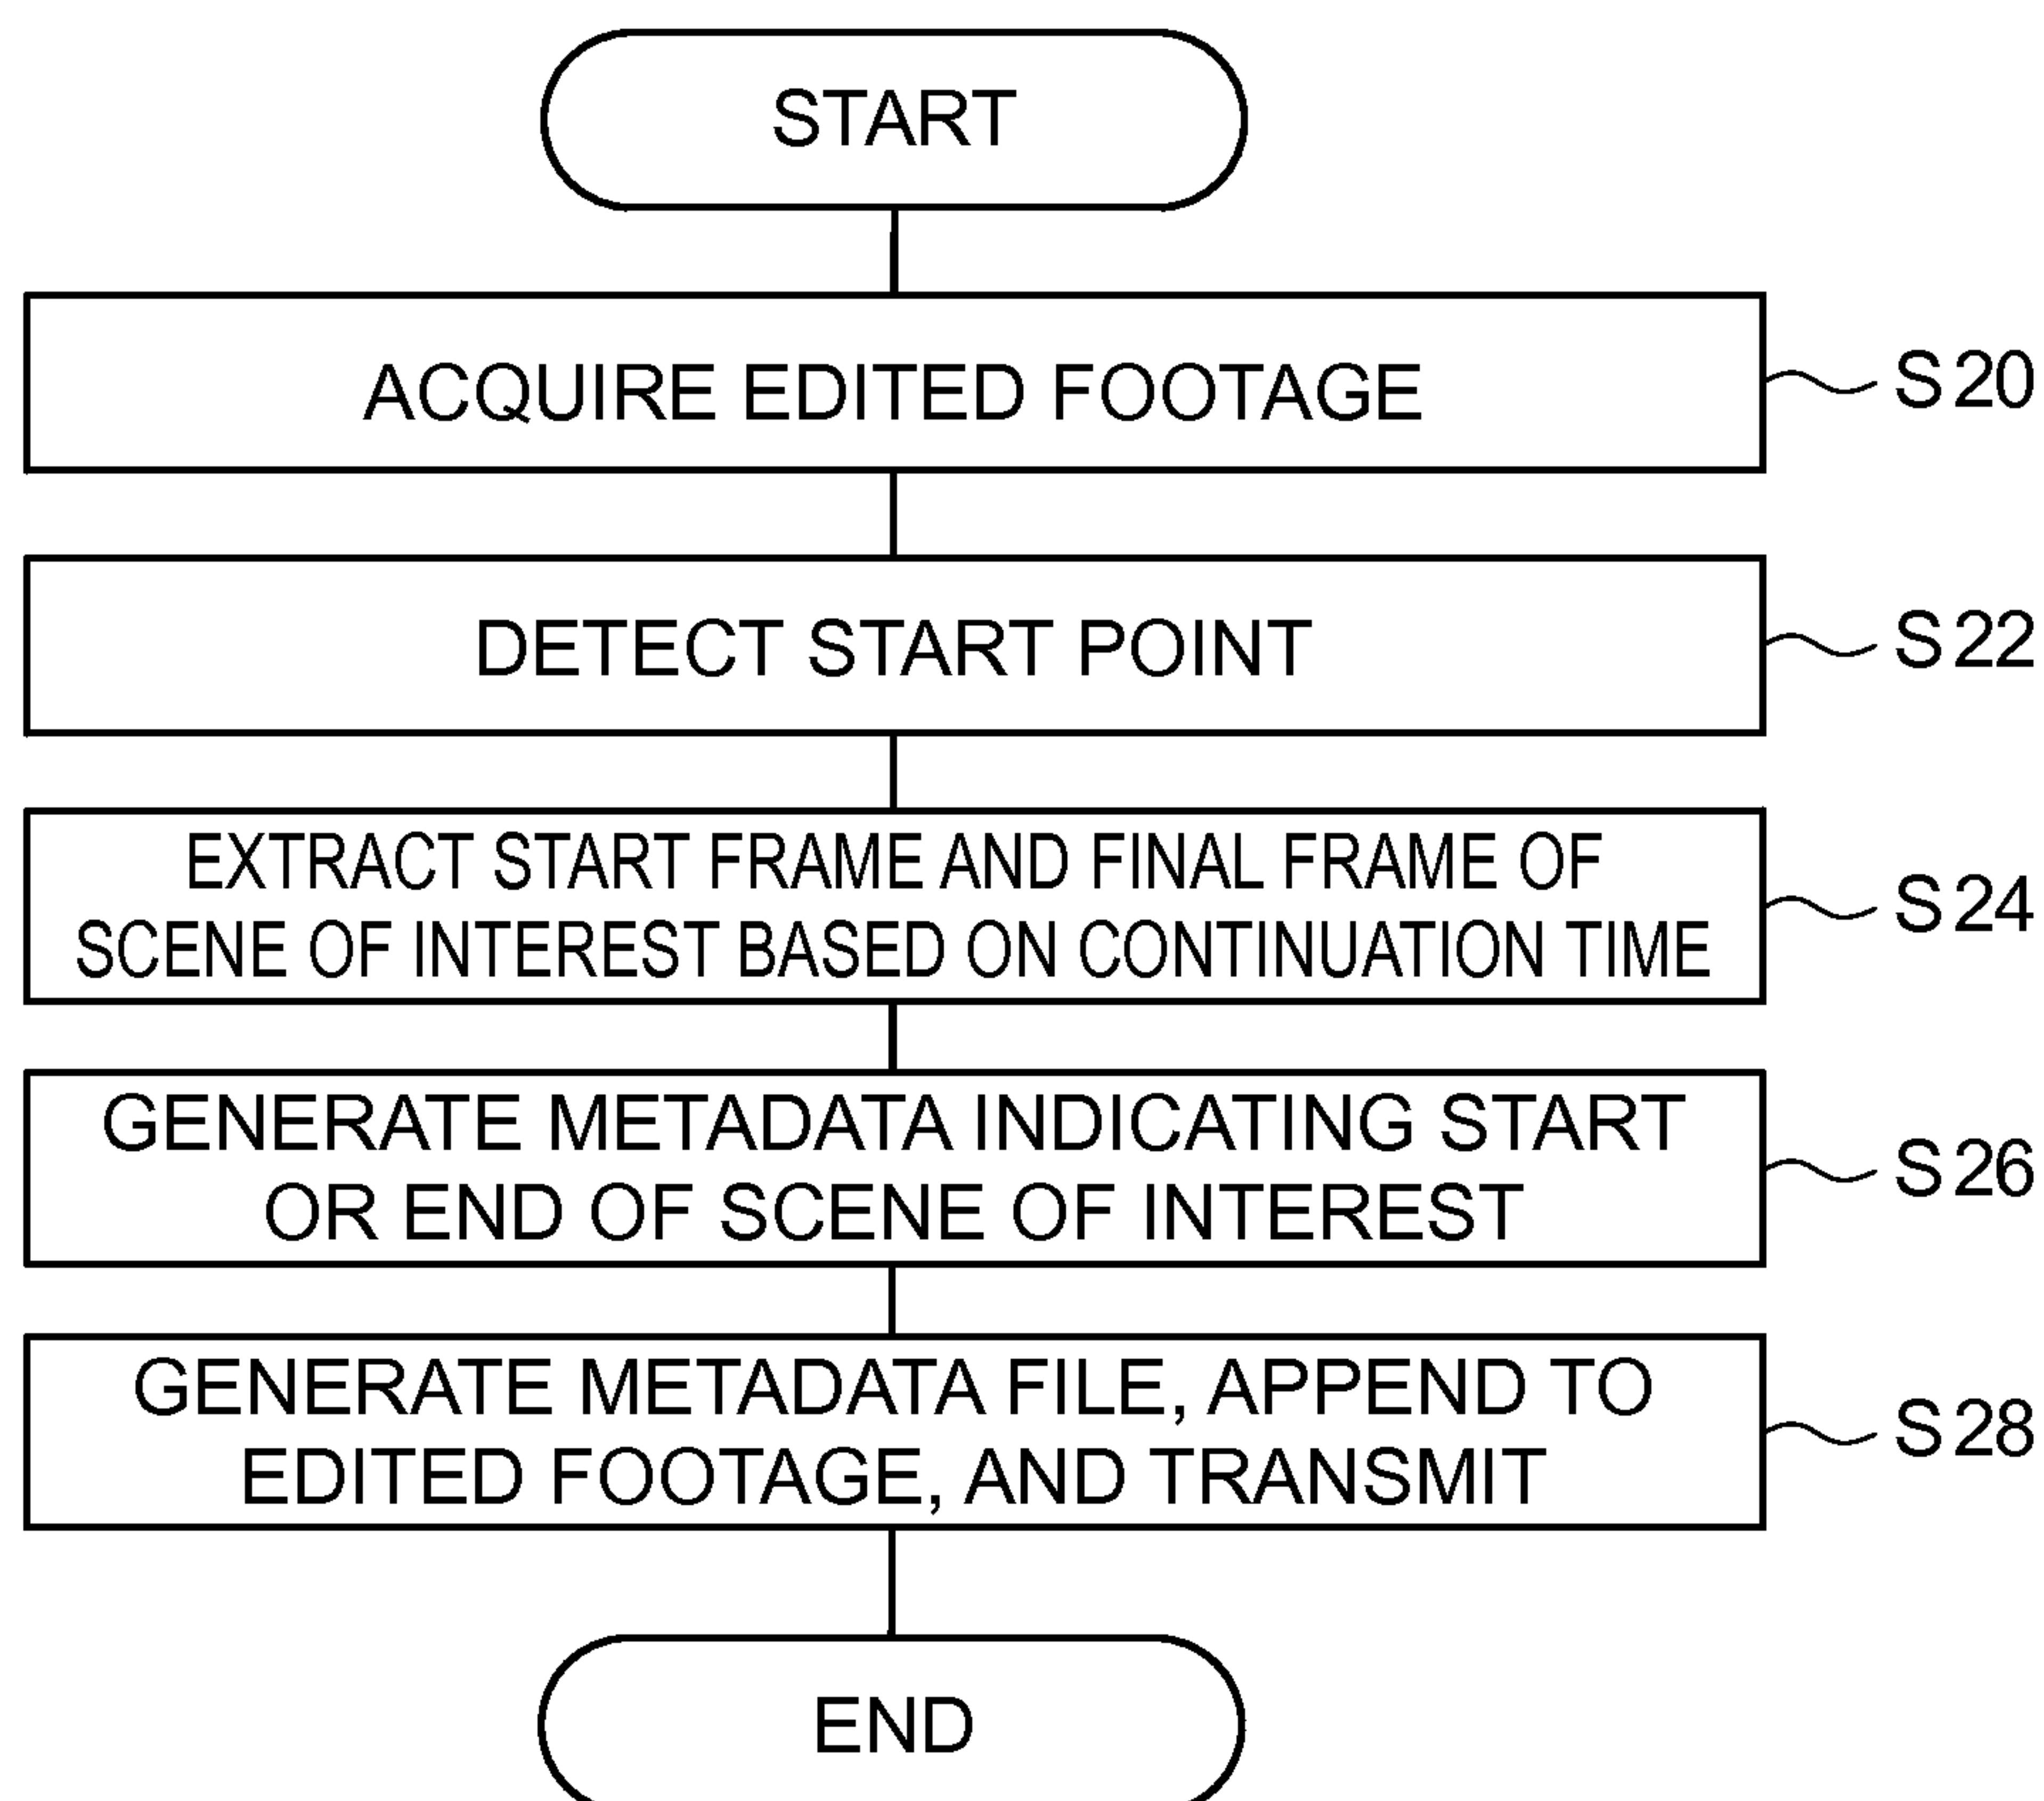 START
ACQUIRE EDITED FOOTAGE
S20
DETECT START POINT
S22
EXTRACT START FRAME AND FINAL FRAME OF
SCENE OF INTEREST BASED ON CONTINUATION TIME
S24
GENERATE METADATA INDICATING START
OR END OF SCENE OF INTEREST
S26
GENERATE METADATA FILE, APPEND TO
EDITED FOOTAGE, AND TRANSMIT
S28
END